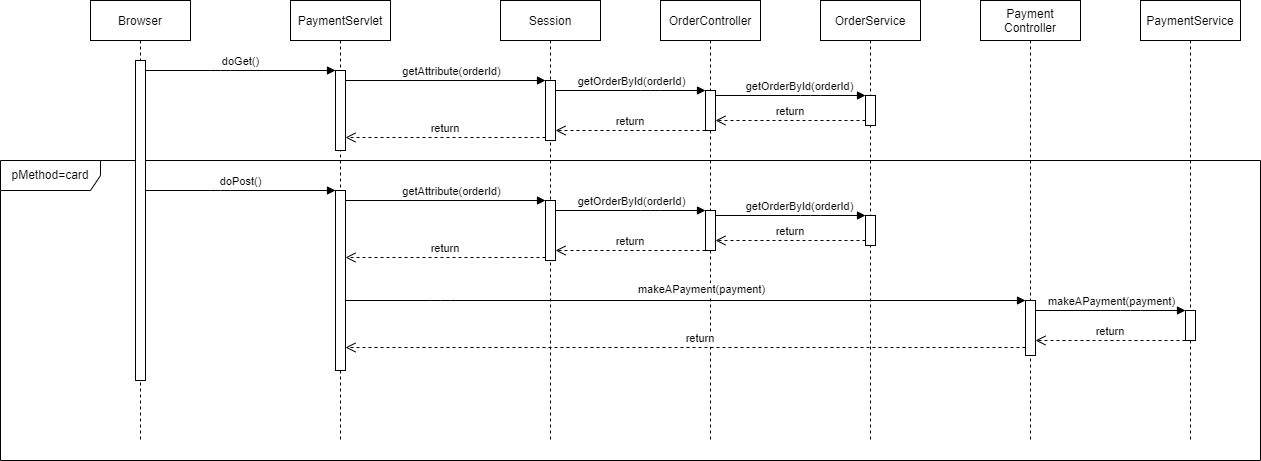 Browser
PaymentServlet
Session
OrderController
OrderService
Payment
Controller
PaymentService
doGet()
getAttribute(orderId)
getOrderById(orderId)
getOrderById(orderId)
return
return
return
pMethod=card
doPost()
getAttribute(orderId)
getOrderById(orderId)
getOrderById(orderId)
return
return
return
makeAPayment(payment)
makeAPayment(payment)
return
return